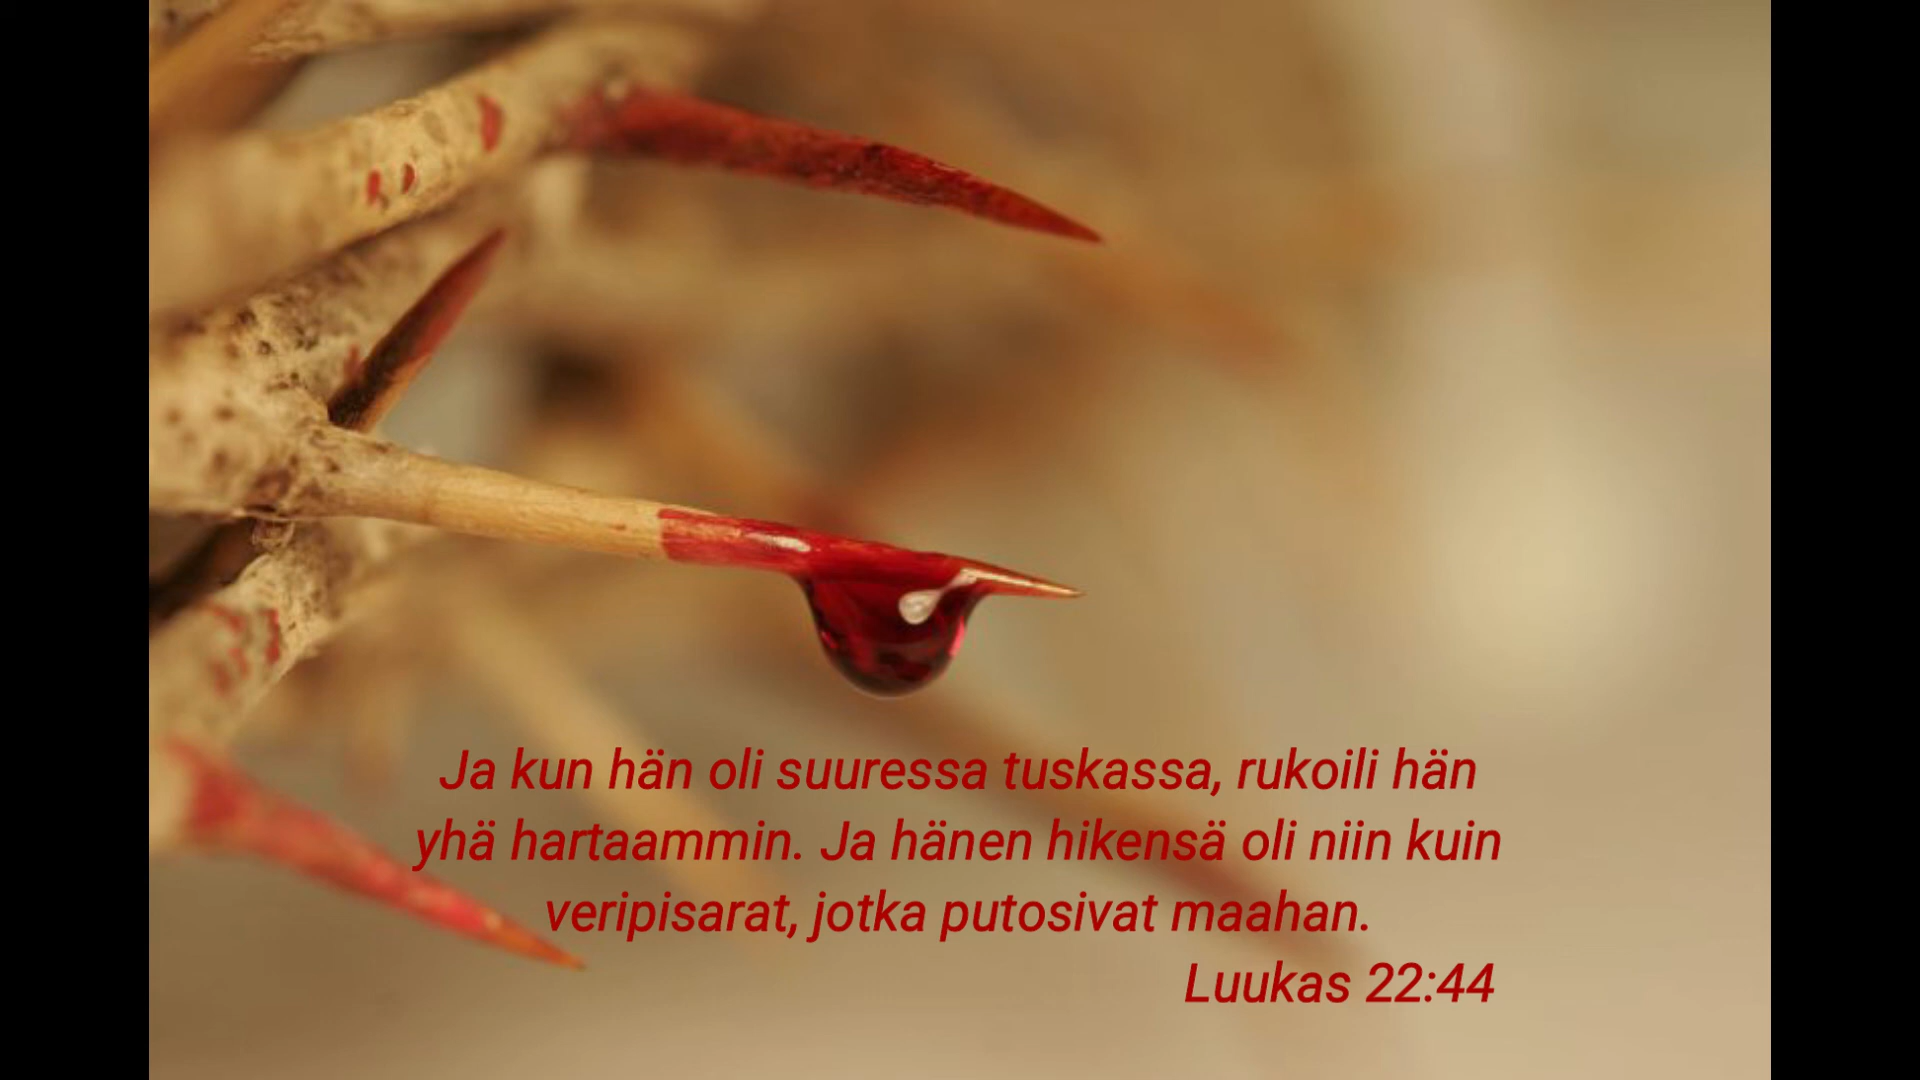 Ja kun hän oli suuressa tuskassa, rukoili hän
yhä hartaammin. Ja hänen hikensä oli niin kuin
veripisarat, jotka putosivat maahan.
Luukas 22:44